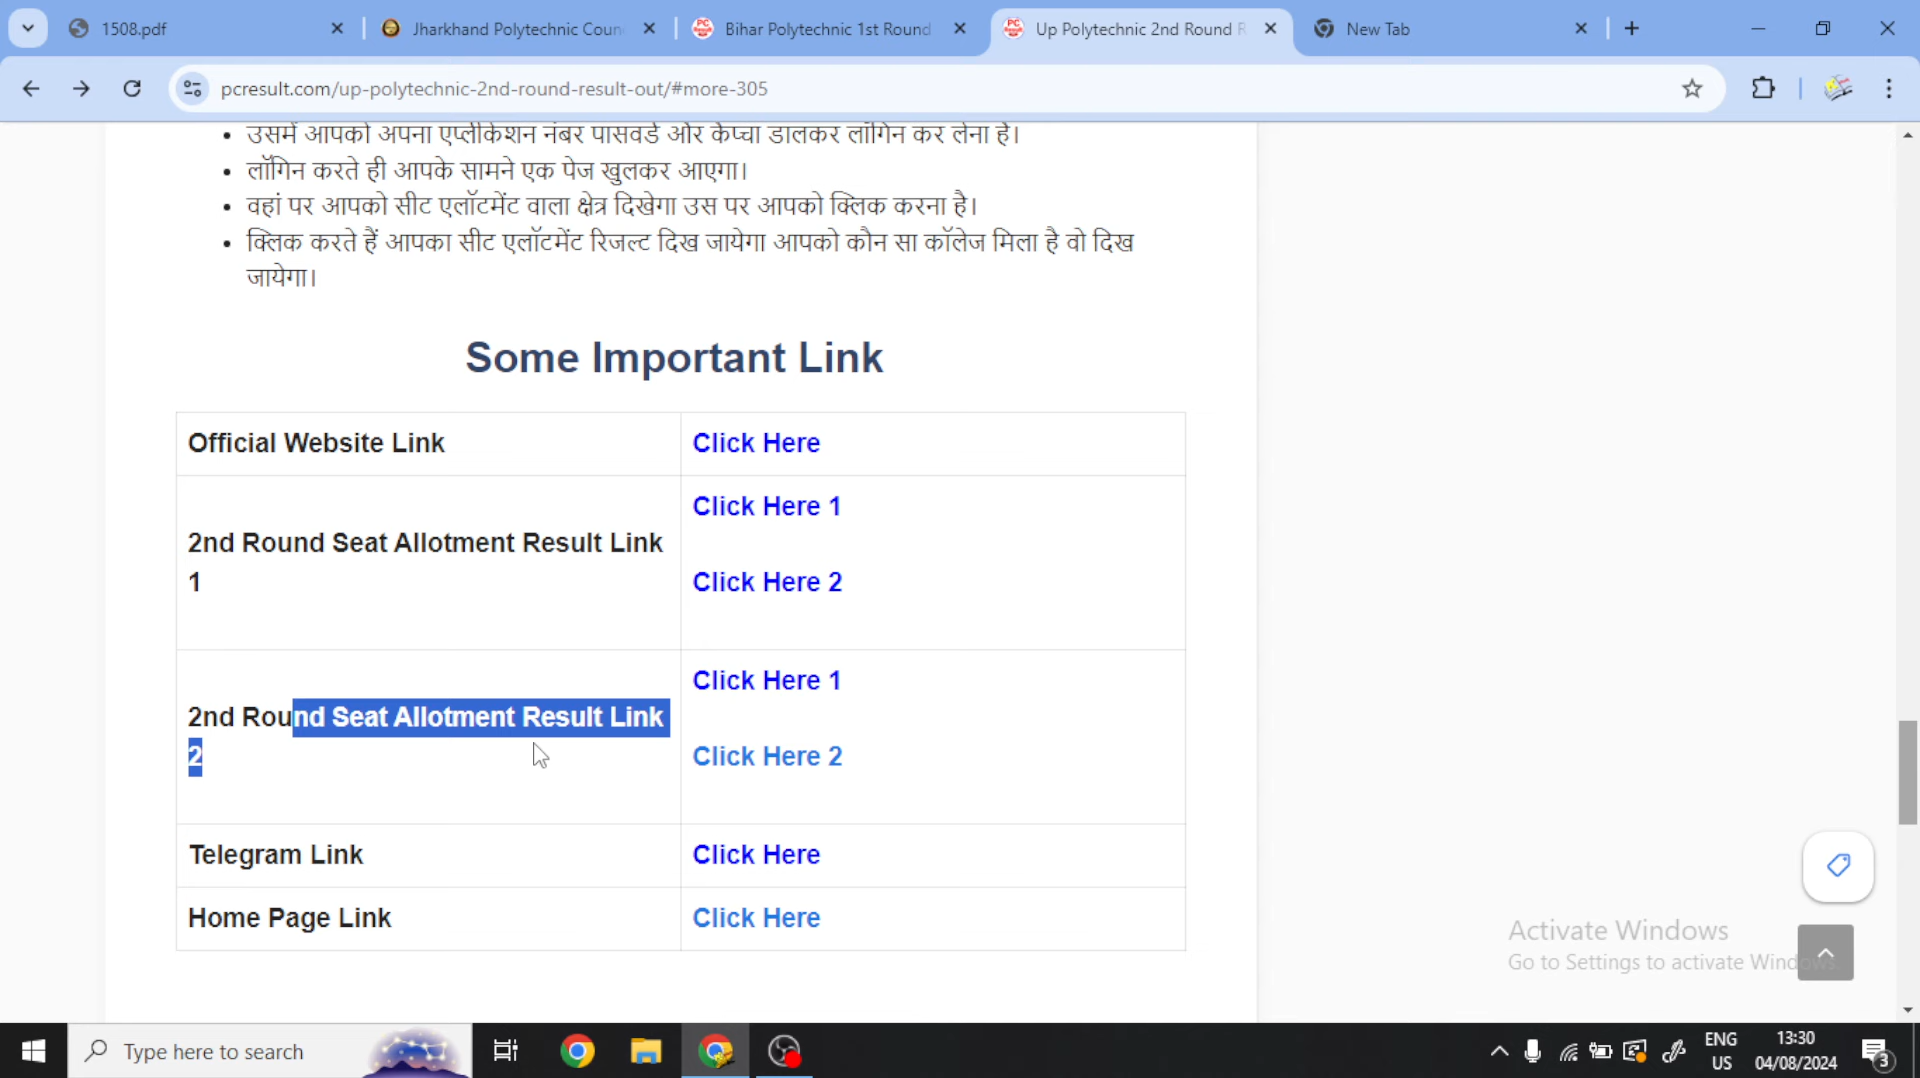 1508.pdf
Jharkhand Polytechnic Coun
Bihar Polytechnic 1st Round
Up Polytechnic 2nd Round R
New Tab
pcresult.com/up-polytechnic-2nd-round-result-out/#more-305
उसमें आपको अपना एप्लीकेशन नंबर पासवर्ड और कैप्चा डालकर लॉगिन कर लेना है।
लॉगिन करते ही आपके सामने एक पेज खुलकर आएगा।
वहां पर आपको सीट एलॉटमेंट वाला क्षेत्र दिखेगा उस पर आपको क्लिक करना है।
क्लिक करते हैं आपका सीट एलॉटमेंट रिजल्ट दिख जायेगा आपको कौन सा कॉलेज मिला है वो दिख
जायेगा।
Some Important Link
Official Website Link
Click Here
2nd Round Seat Allotment Result Link
1
Click Here 1
Click Here 2
2nd Round Seat Allotment Result Link
2
Click Here 1
Click Here 2
Telegram Link
Click Here
Home Page Link
Click Here
Activate Windows
Go to Settings to activate Windows.
Type here to search
ENG
US
13:30
04/08/2024
3